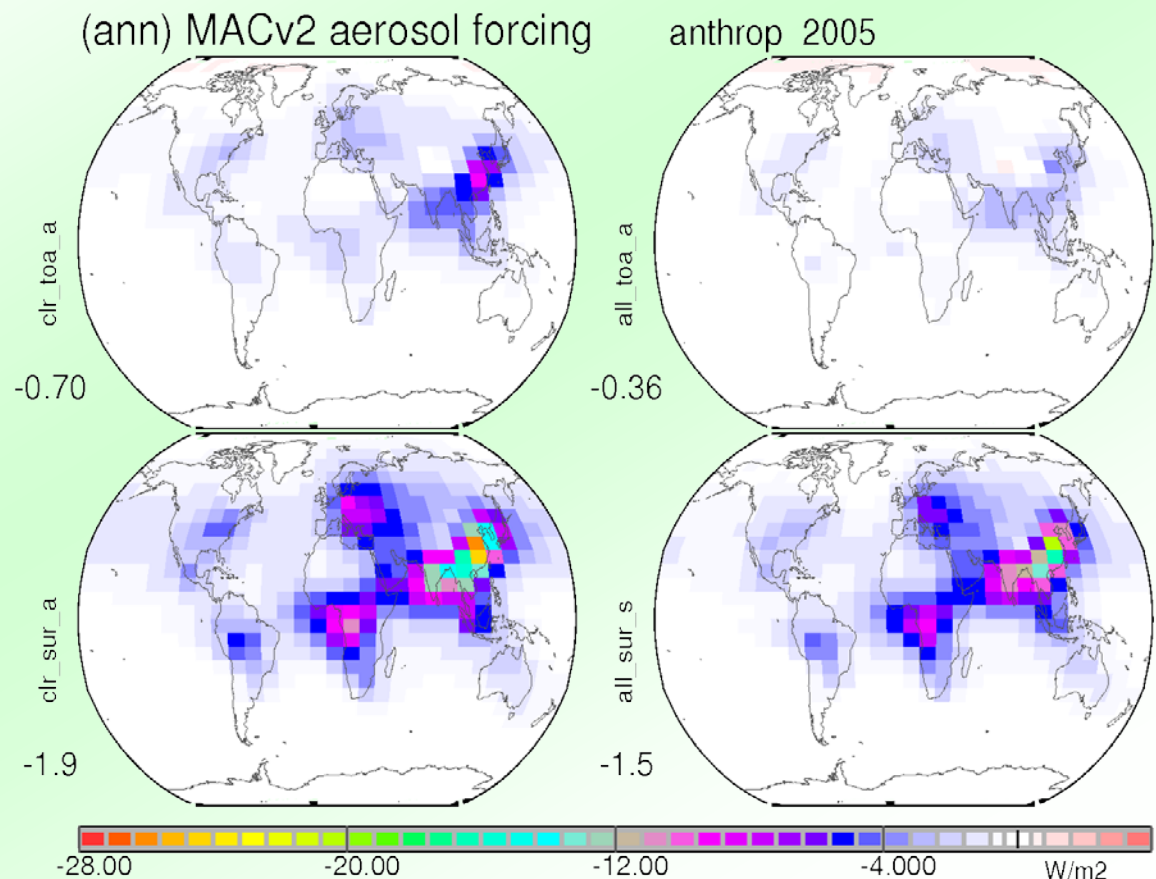 (ann) MACv2 aerosol forcing anthrop 2005
clr_toa_a
-0.70
all_toa_a
-0.36
clr_sur_a
-1.9
all_sur_s
-1.5
-28.00 -20.00 -12.00 -4.000 W/m2